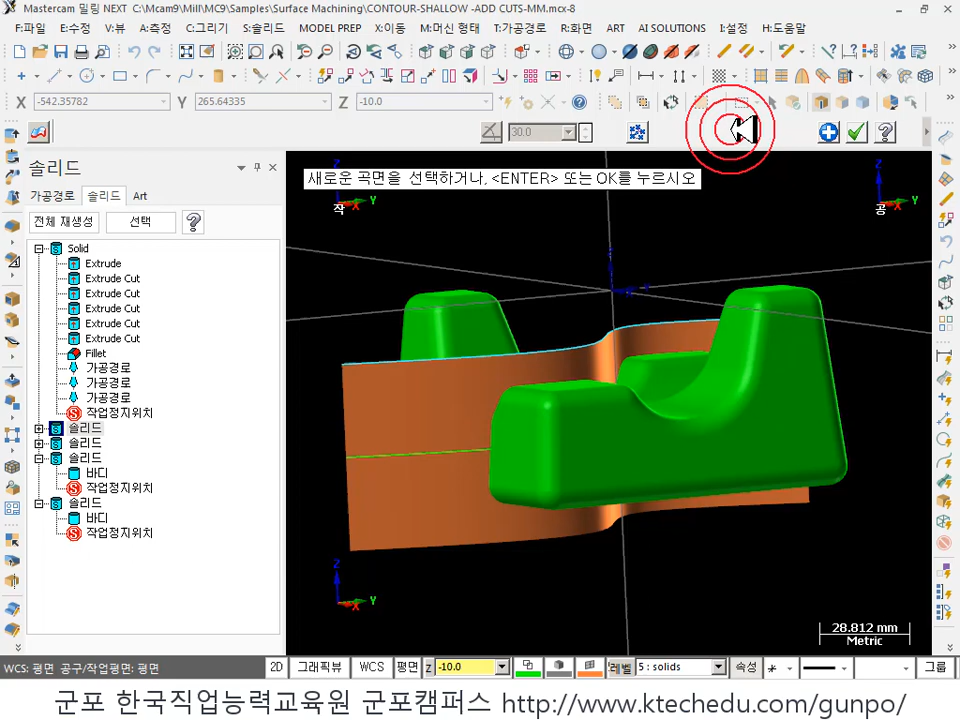 Mastercam 밀링 NEXT C:\Mcam9\Mill\MC9\Samples\Surface Machining\CONTOUR-SHALLOW -ADD CUTS-MM.mcx-8
F:파일 E:수정 V:뷰 A:측정 C:그리기 S:솔리드 MODEL PREP X:이동 M:머신 형태 T:가공경로 R:화면 ART AI SOLUTIONS I:설정 H:도움말
X -542.35782 Y 265.64335 Z -10.0
30.0
솔리드
새로운 곡면을 선택하거나, <ENTER> 또는 OK를 누르시오
가공경로 솔리드 Art
전체 재생성 선택
Z Y X 작
Z Y X 공
Solid
Extrude
Extrude Cut
Extrude Cut
Extrude Cut
Extrude Cut
Extrude Cut
Fillet
가공경로
가공경로
가공경로
작업정지위치
솔리드
솔리드
솔리드
바디
작업정지위치
솔리드
바디
작업정지위치
Z Y X
28.812 mm
Metric
WCS: 평면 공구/작업평면: 평면 2D 그래픽뷰 WCS 평면 Z -10.0 레벨 5 : solids 속성 그룹
군포 한국직업능력교육원 군포캠퍼스 http://www.ktechedu.com/gunpo/